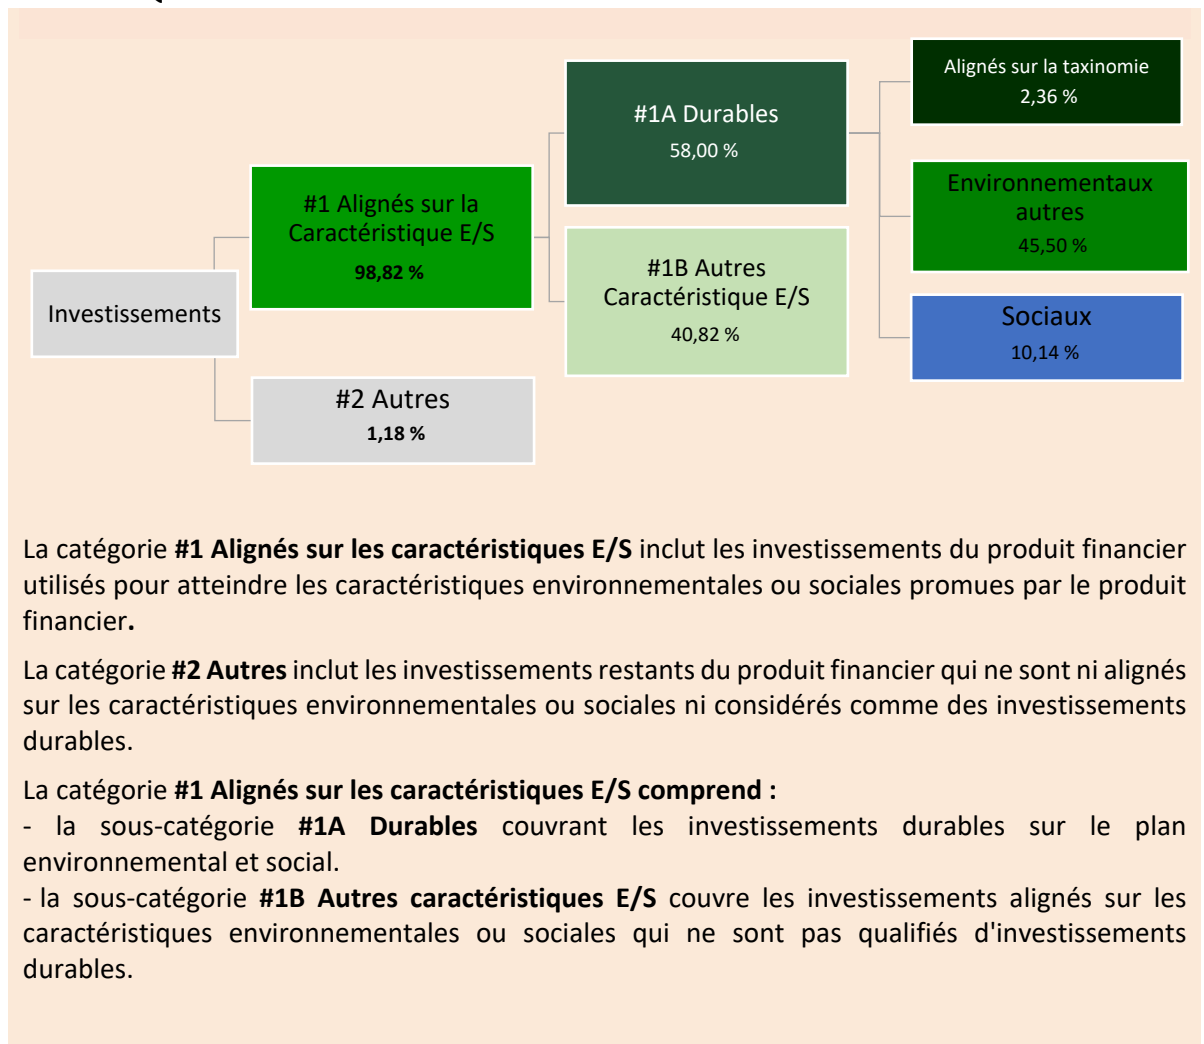 Alignés sur la taxinomie
2,36 %
#1A Durables
58,00 %
Environnementaux
autres
45,50 %
#1 Alignés sur la
Caractéristique E/S
98,82 %
#1B Autres
Caractéristique E/S
40,82 %
Investissements
Sociaux
10,14 %
#2 Autres
1,18 %
La catégorie #1 Alignés sur les caractéristiques E/S inclut les investissements du produit financier
utilisés pour atteindre les caractéristiques environnementales ou sociales promues par le produit
financier.
La catégorie #2 Autres inclut les investissements restants du produit financier qui ne sont ni alignés
sur les caractéristiques environnementales ou sociales ni considérés comme des investissements
durables.
La catégorie #1 Alignés sur les caractéristiques E/S comprend :
- la sous-catégorie #1A Durables couvrant les investissements durables sur le plan
environnemental et social.
- la sous-catégorie #1B Autres caractéristiques E/S couvre les investissements alignés sur les
caractéristiques environnementales ou sociales qui ne sont pas qualifiés d'investissements
durables.